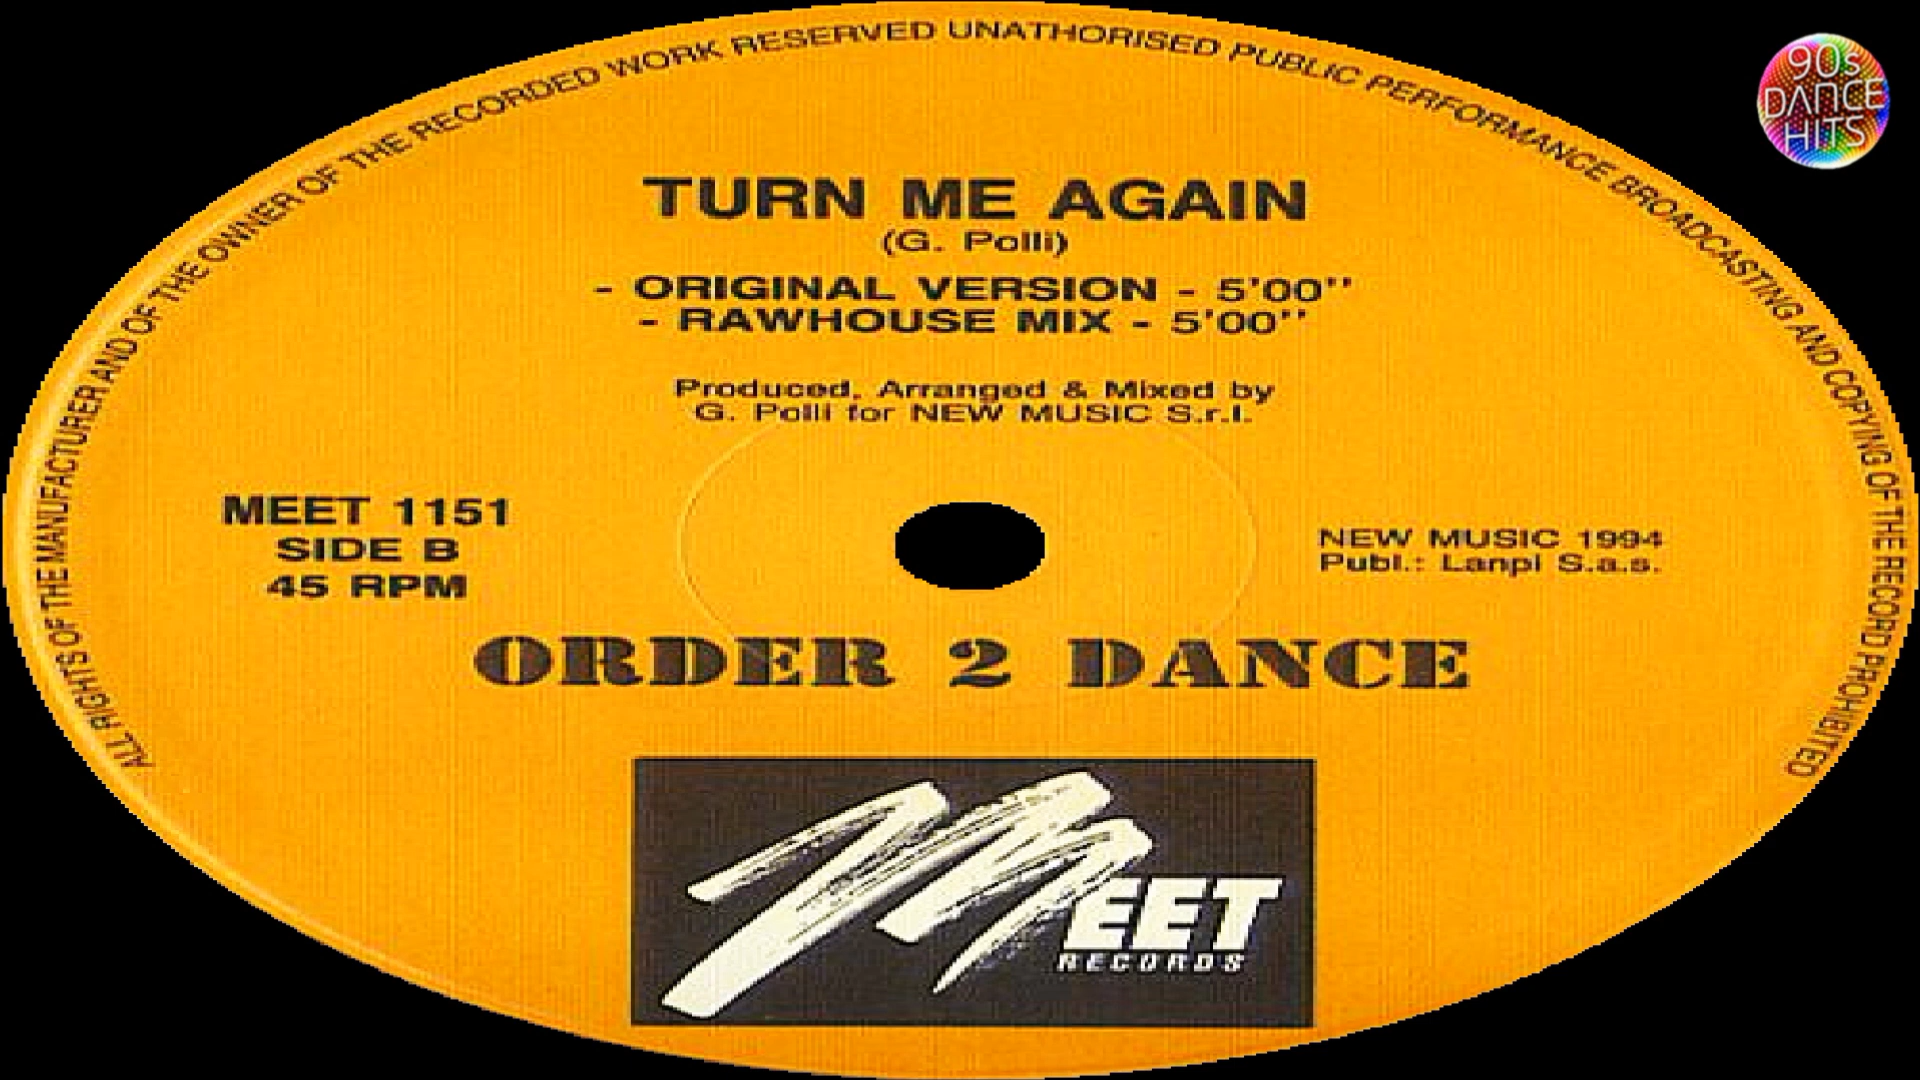 ALL RIGHTS OF THE MANUFACTURER AND OF THE OWNER OF THE RECORDED WORK RESERVED UNATHORISED PUBLIC PERFORMANCE BROADCASTING AND COPYING OF THE RECORD PROHIBITED
90s
DANCE
HITS
TURN ME AGAIN
(G. Polli)
- ORIGINAL VERSION - 5'00''
- RAWHOUSE MIX - 5'00''
Produced, Arranged & Mixed by
G. Polli for NEW MUSIC S.r.l.
MEET 1151
SIDE B
45 RPM
NEW MUSIC 1994
Publ.: Lanpi S.a.s.
ORDER 2 DANCE
MEET
RECORDS